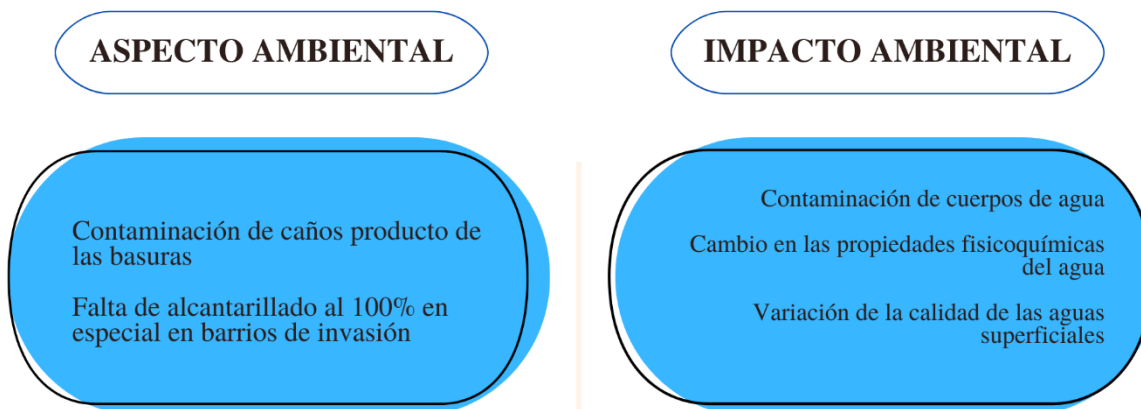 ASPECTO AMBIENTAL
Contaminación de caños producto de
las basuras
Falta de alcantarillado al 100% en
especial en barrios de invasión
IMPACTO AMBIENTAL
Contaminación de cuerpos de agua
Cambio en las propiedades fisicoquímicas
del agua
Variación de la calidad de las aguas
superficiales